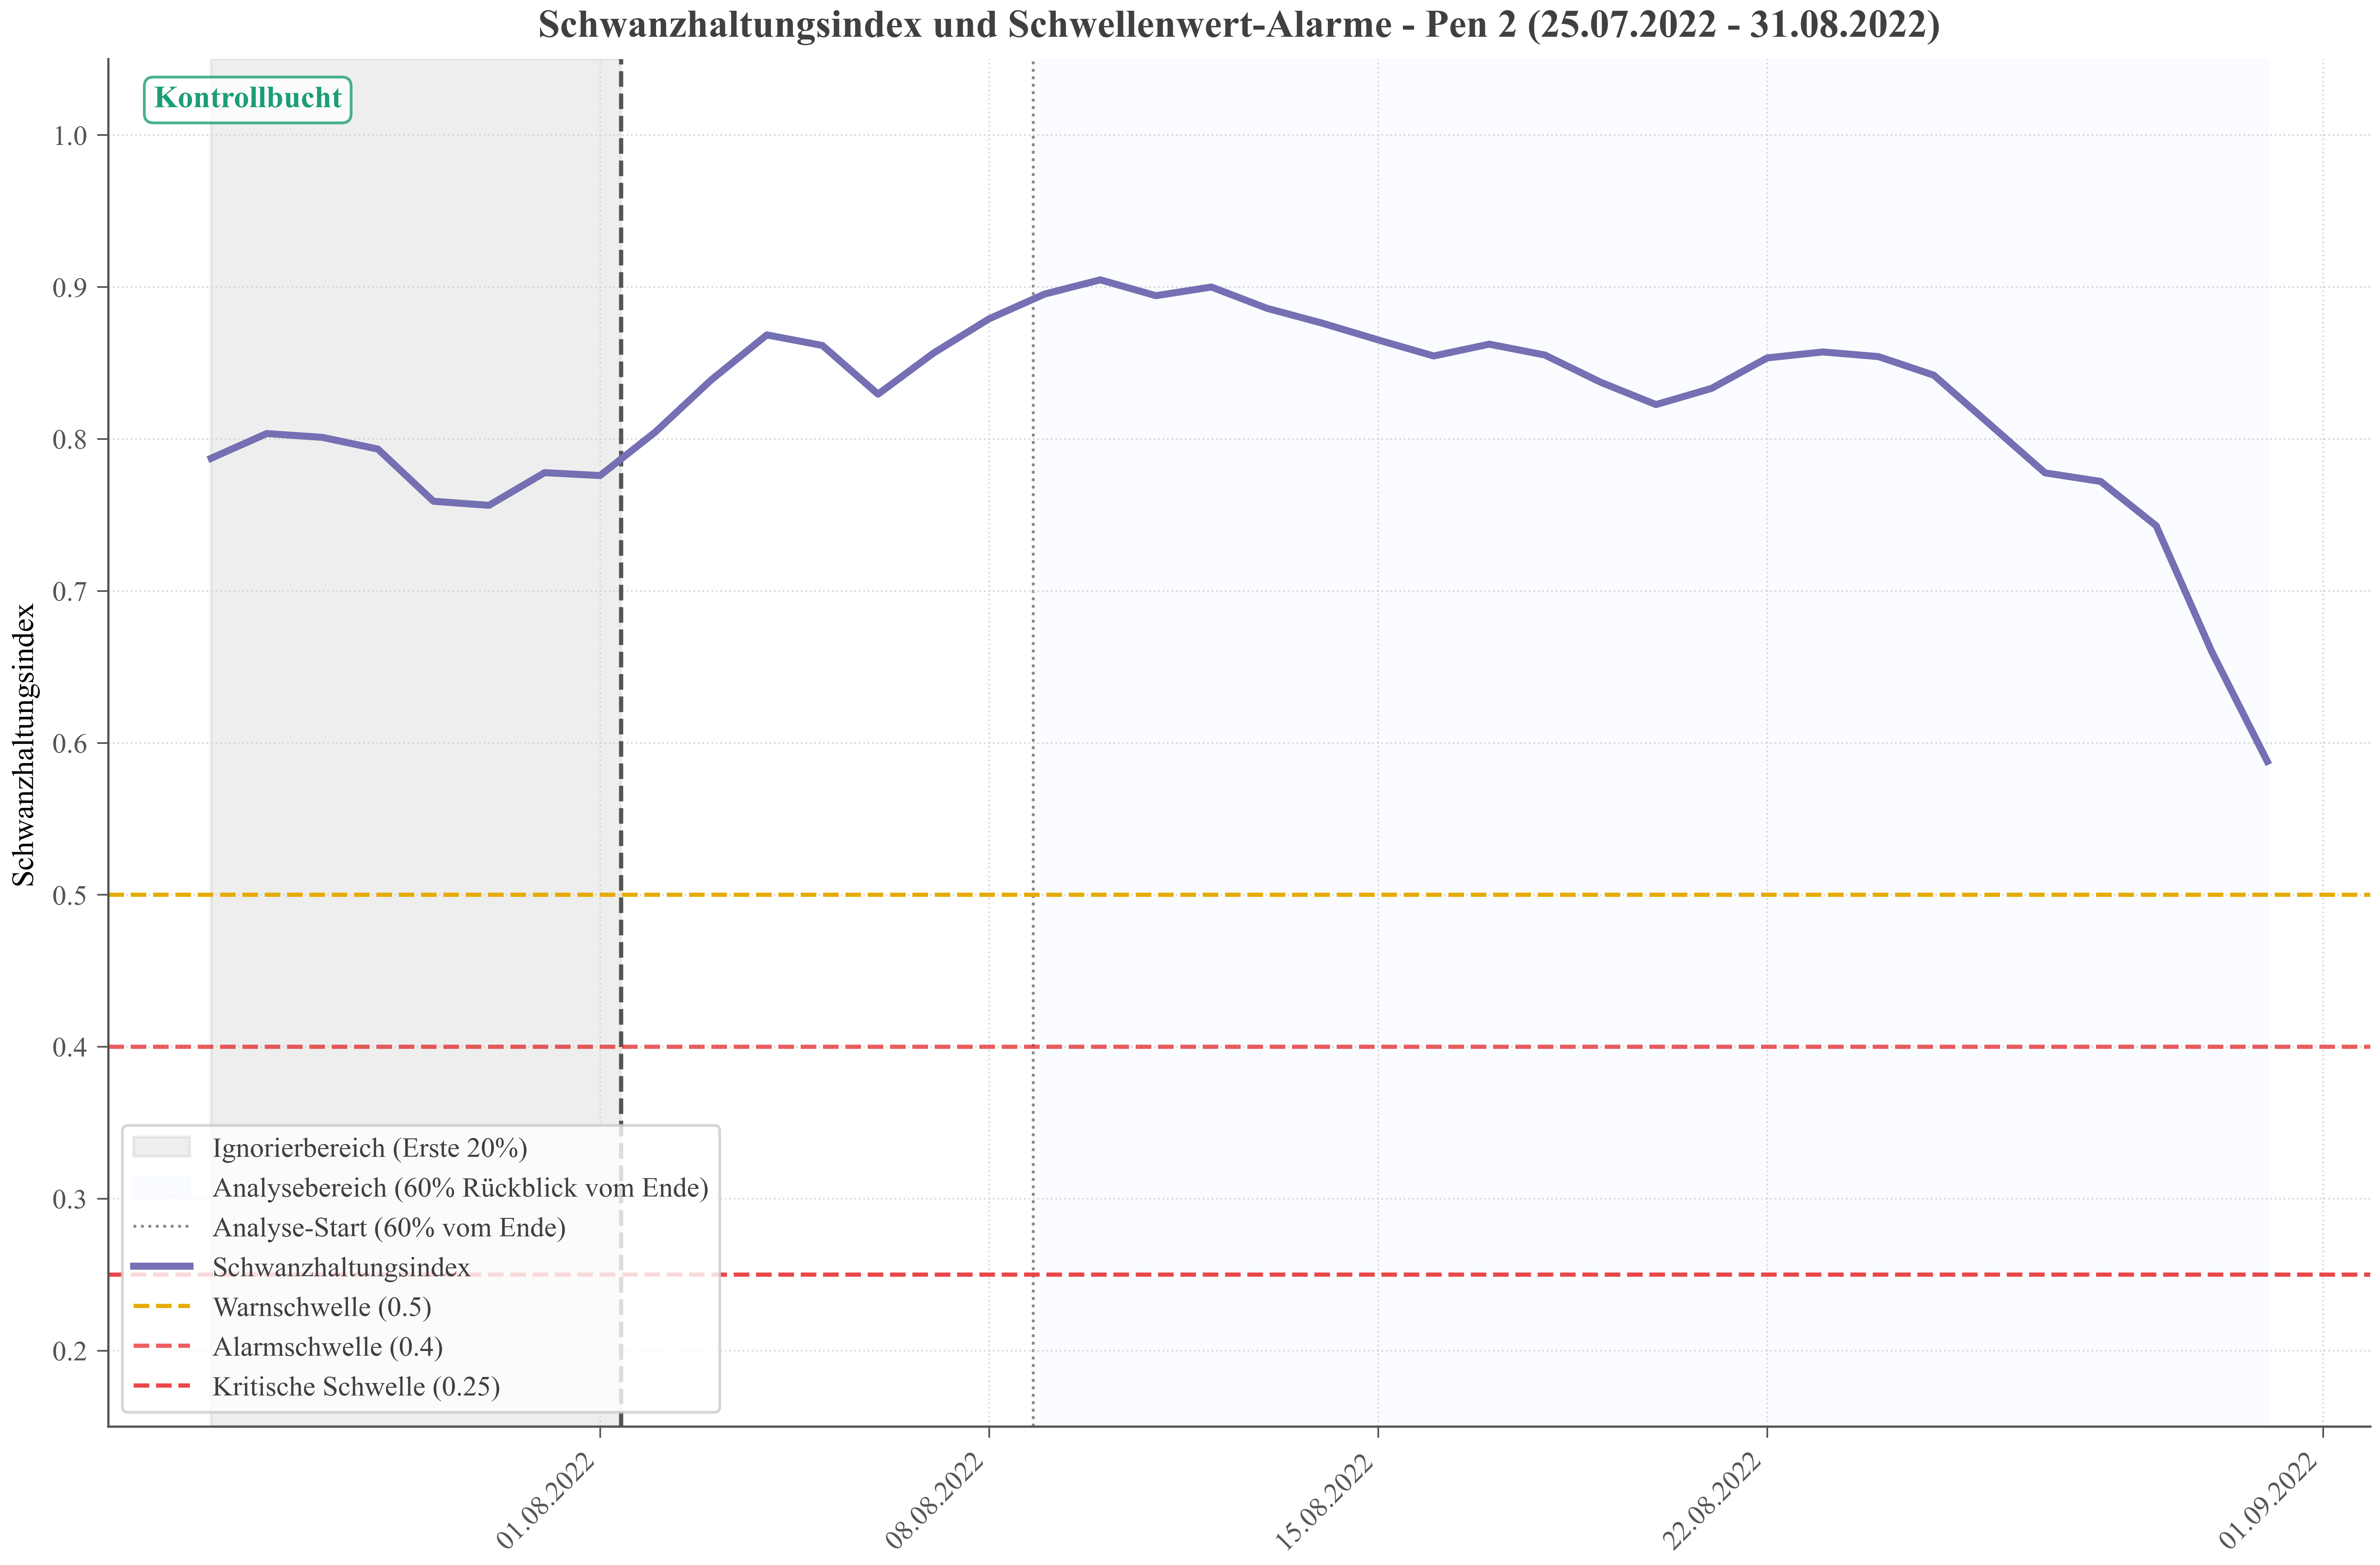 Schwanzhaltungsindex und Schwellenwert-Alarme - Pen 2 (25.07.2022 - 31.08.2022)
Kontrollbucht
1.0
0.9
0.8
0.7
0.6
0.5
0.4
0.3
0.2
Schwanzhaltungsindex
Ignorierbereich (Erste 20%)
Analysebereich (60% Rückblick vom Ende)
Analyse-Start (60% vom Ende)
Schwanzhaltungsindex
Warnschwelle (0.5)
Alarmschwelle (0.4)
Kritische Schwelle (0.25)
01.08.2022
08.08.2022
15.08.2022
22.08.2022
01.09.2022